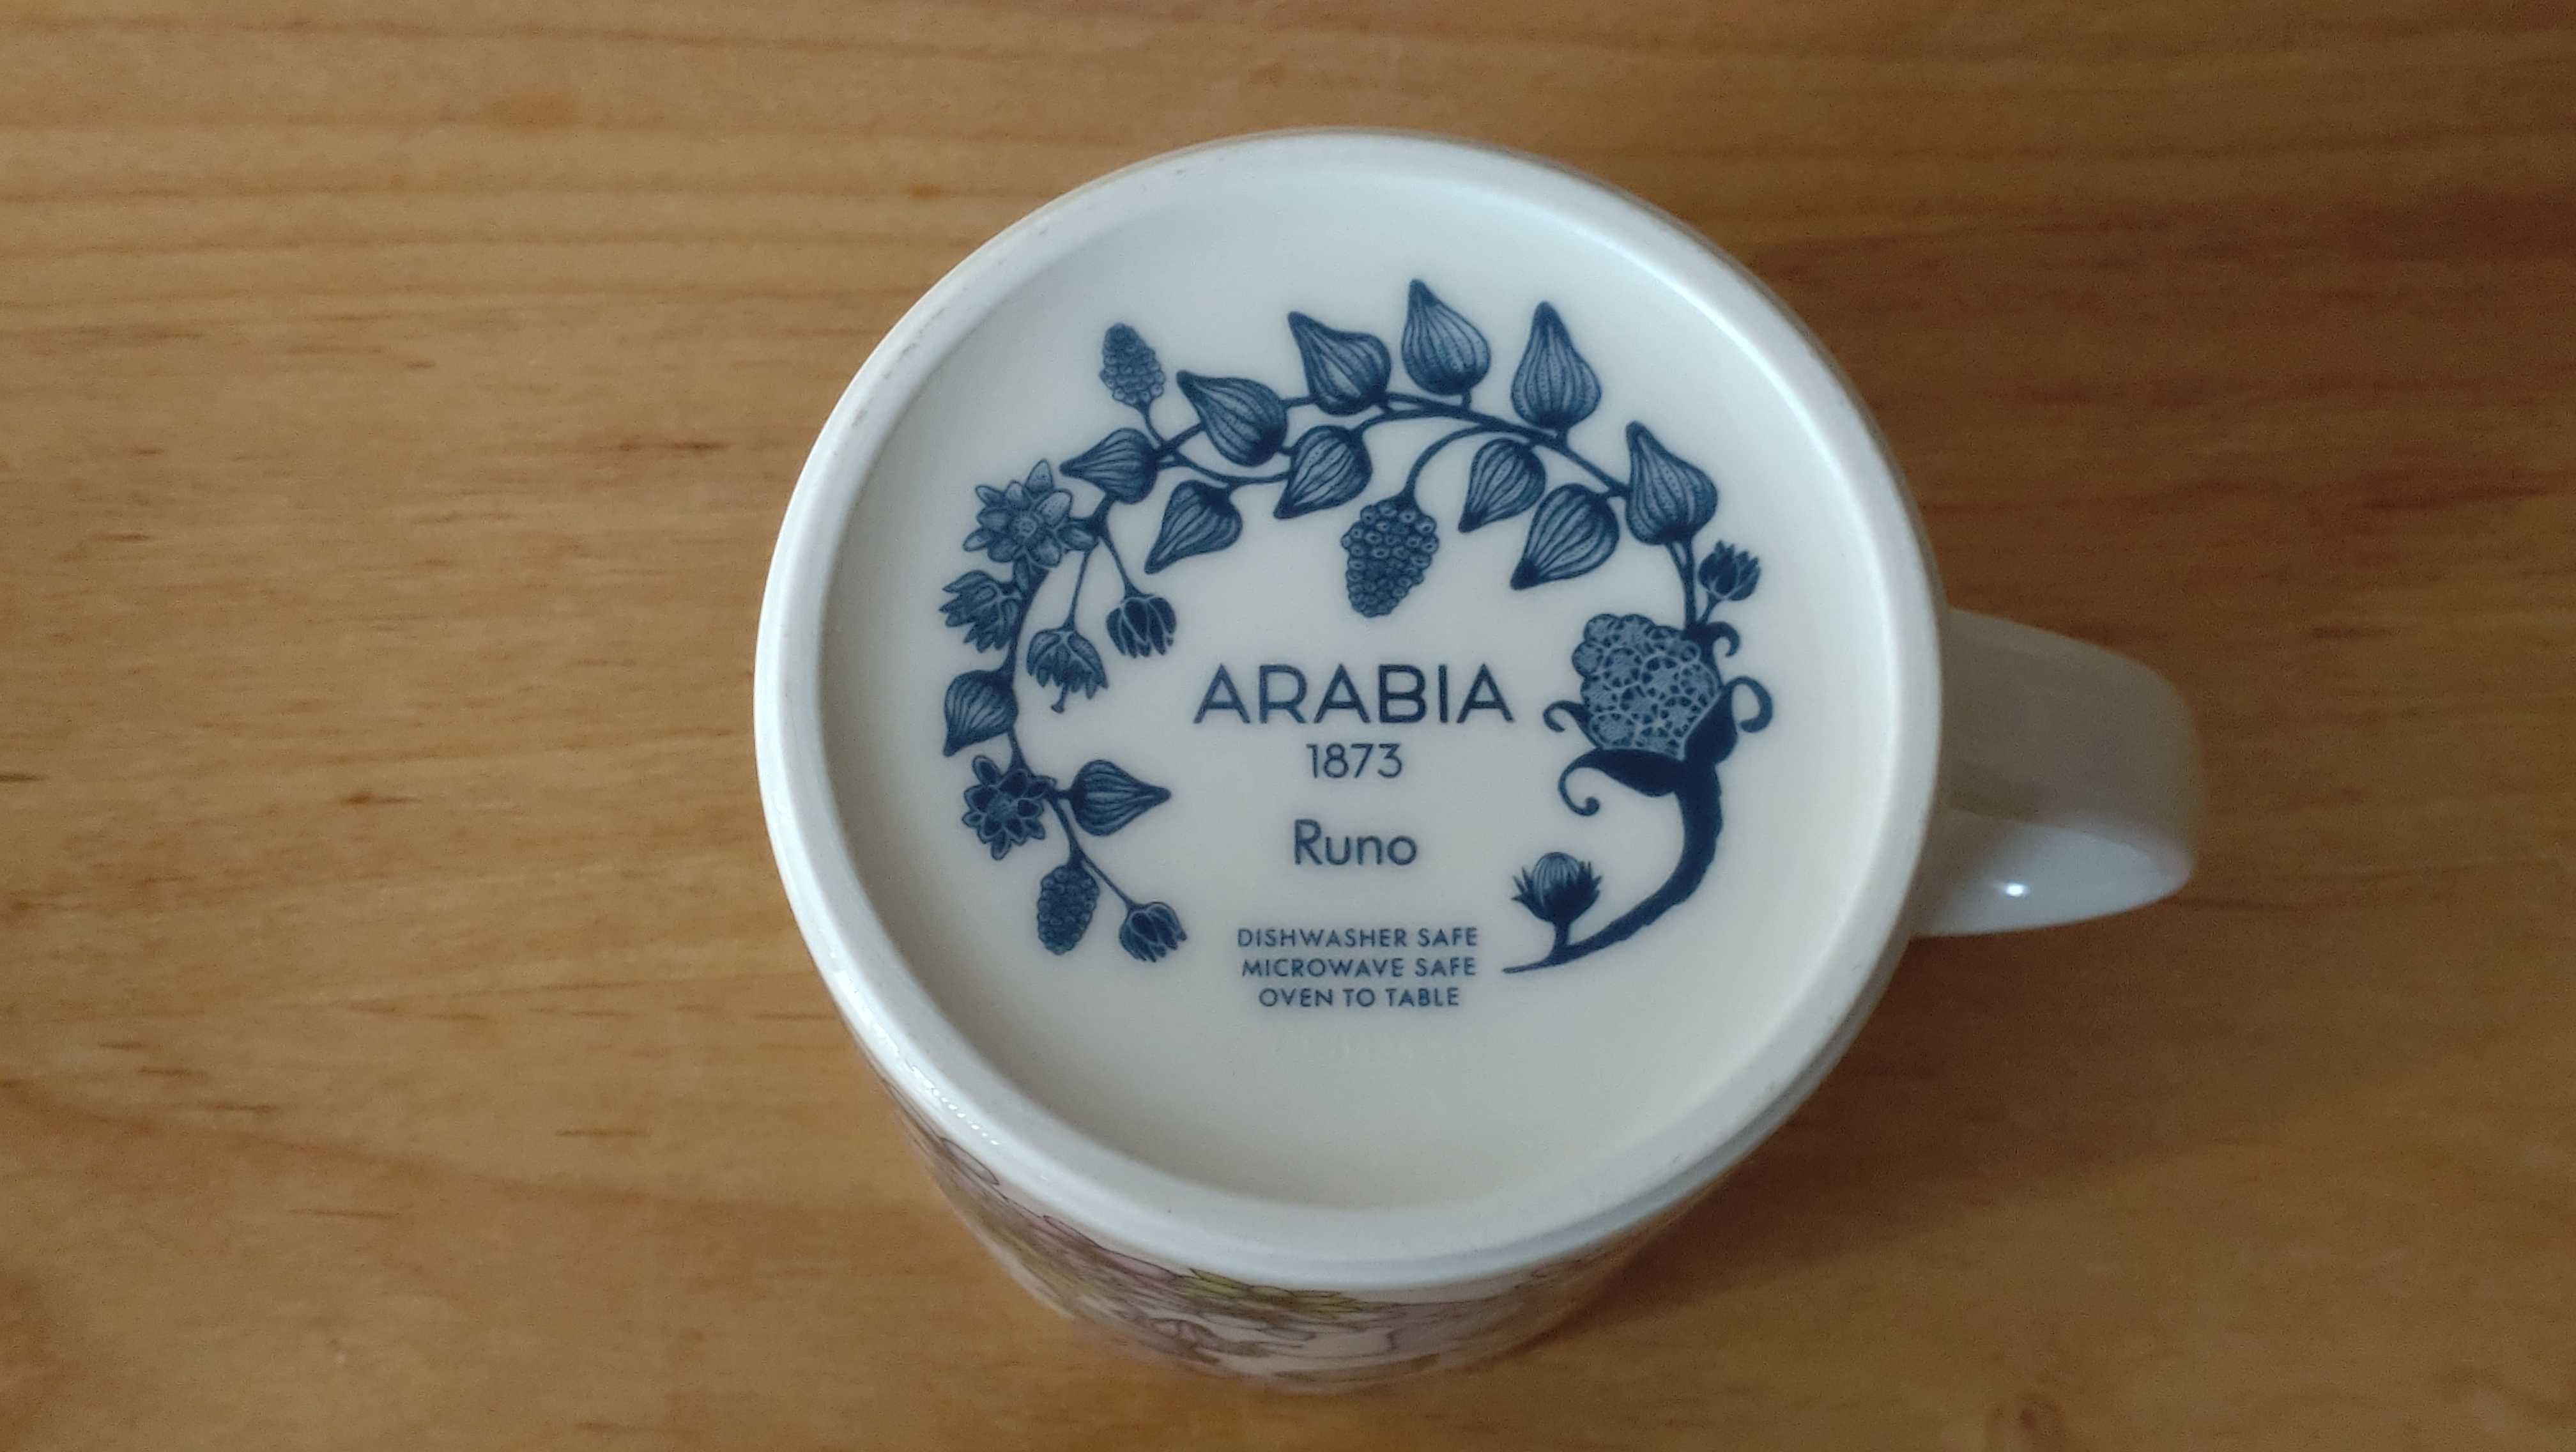 ARABIA
1873
Runo
DISHWASHER SAFE
MICROWAVE SAFE
OVEN TO TABLE